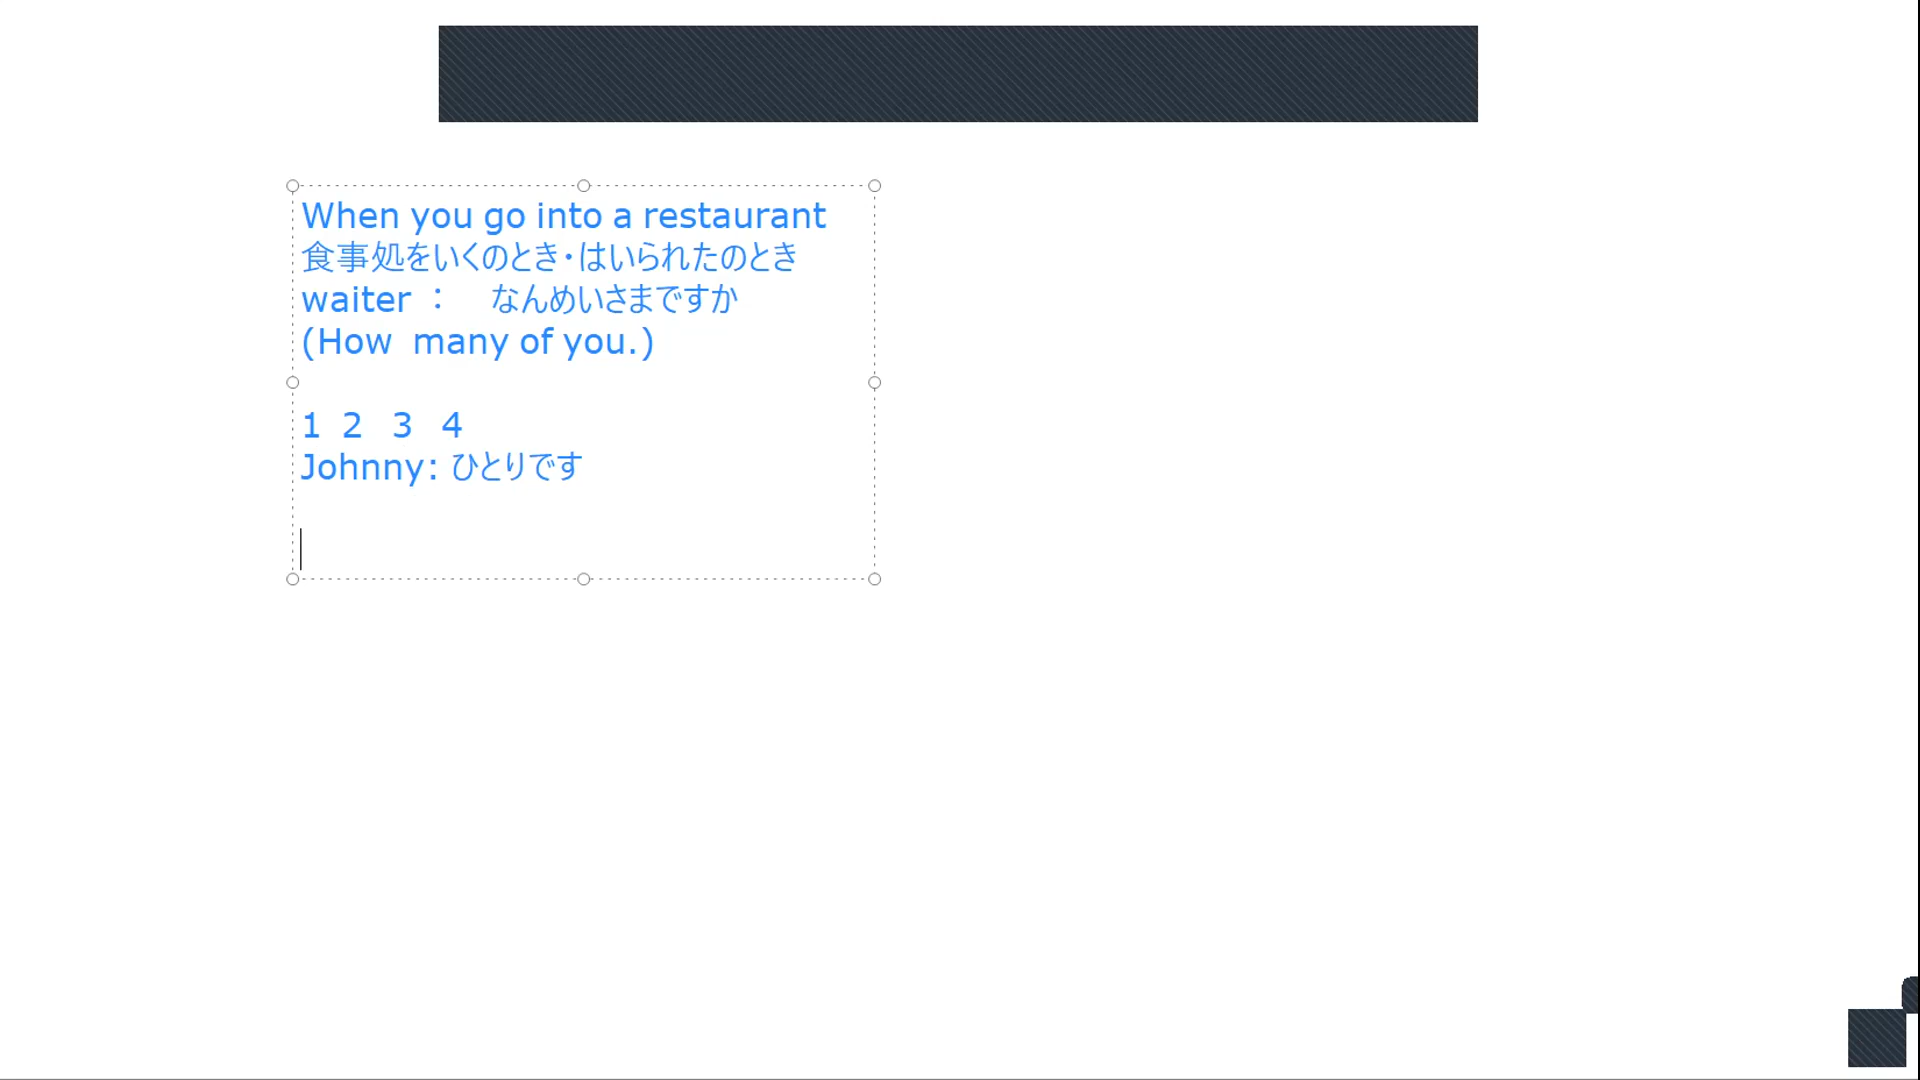 When you go into a restaurant
食事処をいくのとき・はいられたのとき
waiter ： なんめいさまですか
(How many of you.)
1 2 3 4
Johnny: ひとりです